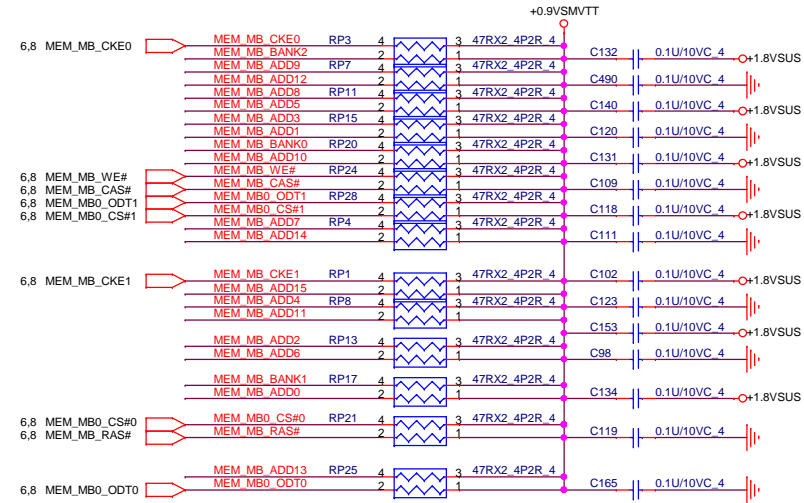 +0.9VSMVTT
6,8 MEM_MB_CKE0 MEM_MB_CKE0 RP3 4 3 47RX2_4P2R_4
MEM_MB_BANK2 2 1 C132 0.1U/10VC_4 +1.8VSUS
MEM_MB_ADD9 RP7 4 3 47RX2_4P2R_4
MEM_MB_ADD12 2 1 C490 0.1U/10VC_4
MEM_MB_ADD8 RP11 4 3 47RX2_4P2R_4
MEM_MB_ADD5 2 1 C140 0.1U/10VC_4 +1.8VSUS
MEM_MB_ADD3 RP15 4 3 47RX2_4P2R_4
MEM_MB_ADD1 2 1 C120 0.1U/10VC_4
MEM_MB_BANK0 RP20 4 3 47RX2_4P2R_4
MEM_MB_ADD10 2 1 C131 0.1U/10VC_4 +1.8VSUS
6,8 MEM_MB_WE# MEM_MB_WE# RP24 4 3 47RX2_4P2R_4
6,8 MEM_MB_CAS# MEM_MB_CAS# 2 1 C109 0.1U/10VC_4
6,8 MEM_MB0_ODT1 MEM_MB0_ODT1 RP28 4 3 47RX2_4P2R_4
6,8 MEM_MB0_CS#1 MEM_MB0_CS#1 2 1 C118 0.1U/10VC_4 +1.8VSUS
MEM_MB_ADD7 RP4 4 3 47RX2_4P2R_4
MEM_MB_ADD14 2 1 C111 0.1U/10VC_4
6,8 MEM_MB_CKE1 MEM_MB_CKE1 RP1 4 3 47RX2_4P2R_4 C102 0.1U/10VC_4 +1.8VSUS
MEM_MB_ADD15 2 1
MEM_MB_ADD4 RP8 4 3 47RX2_4P2R_4 C123 0.1U/10VC_4
MEM_MB_ADD11 2 1
C153 0.1U/10VC_4 +1.8VSUS
MEM_MB_ADD2 RP13 4 3 47RX2_4P2R_4
MEM_MB_ADD6 2 1 C98 0.1U/10VC_4
MEM_MB_BANK1 RP17 4 3 47RX2_4P2R_4
MEM_MB_ADD0 2 1 C134 0.1U/10VC_4 +1.8VSUS
6,8 MEM_MB0_CS#0 MEM_MB0_CS#0 RP21 4 3 47RX2_4P2R_4
6,8 MEM_MB_RAS# MEM_MB_RAS# 2 1 C119 0.1U/10VC_4
MEM_MB_ADD13 RP25 4 3 47RX2_4P2R_4
6,8 MEM_MB0_ODT0 MEM_MB0_ODT0 2 1 C165 0.1U/10VC_4